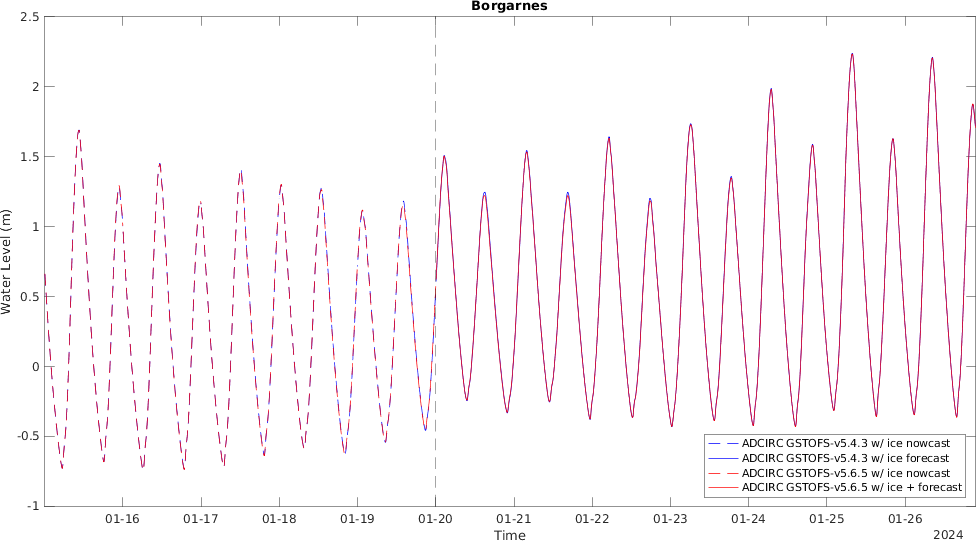 Borgarnes
2.5
2
1.5
1
0.5
0
-0.5
-1
Water Level (m)
ADCIRC GSTOFS-v5.4.3 w/ ice nowcast
ADCIRC GSTOFS-v5.4.3 w/ ice forecast
ADCIRC GSTOFS-v5.6.5 w/ ice nowcast
ADCIRC GSTOFS-v5.6.5 w/ ice + forecast
01-16 01-17 01-18 01-19 01-20 01-21 01-22 01-23 01-24 01-25 01-26
Time
2024